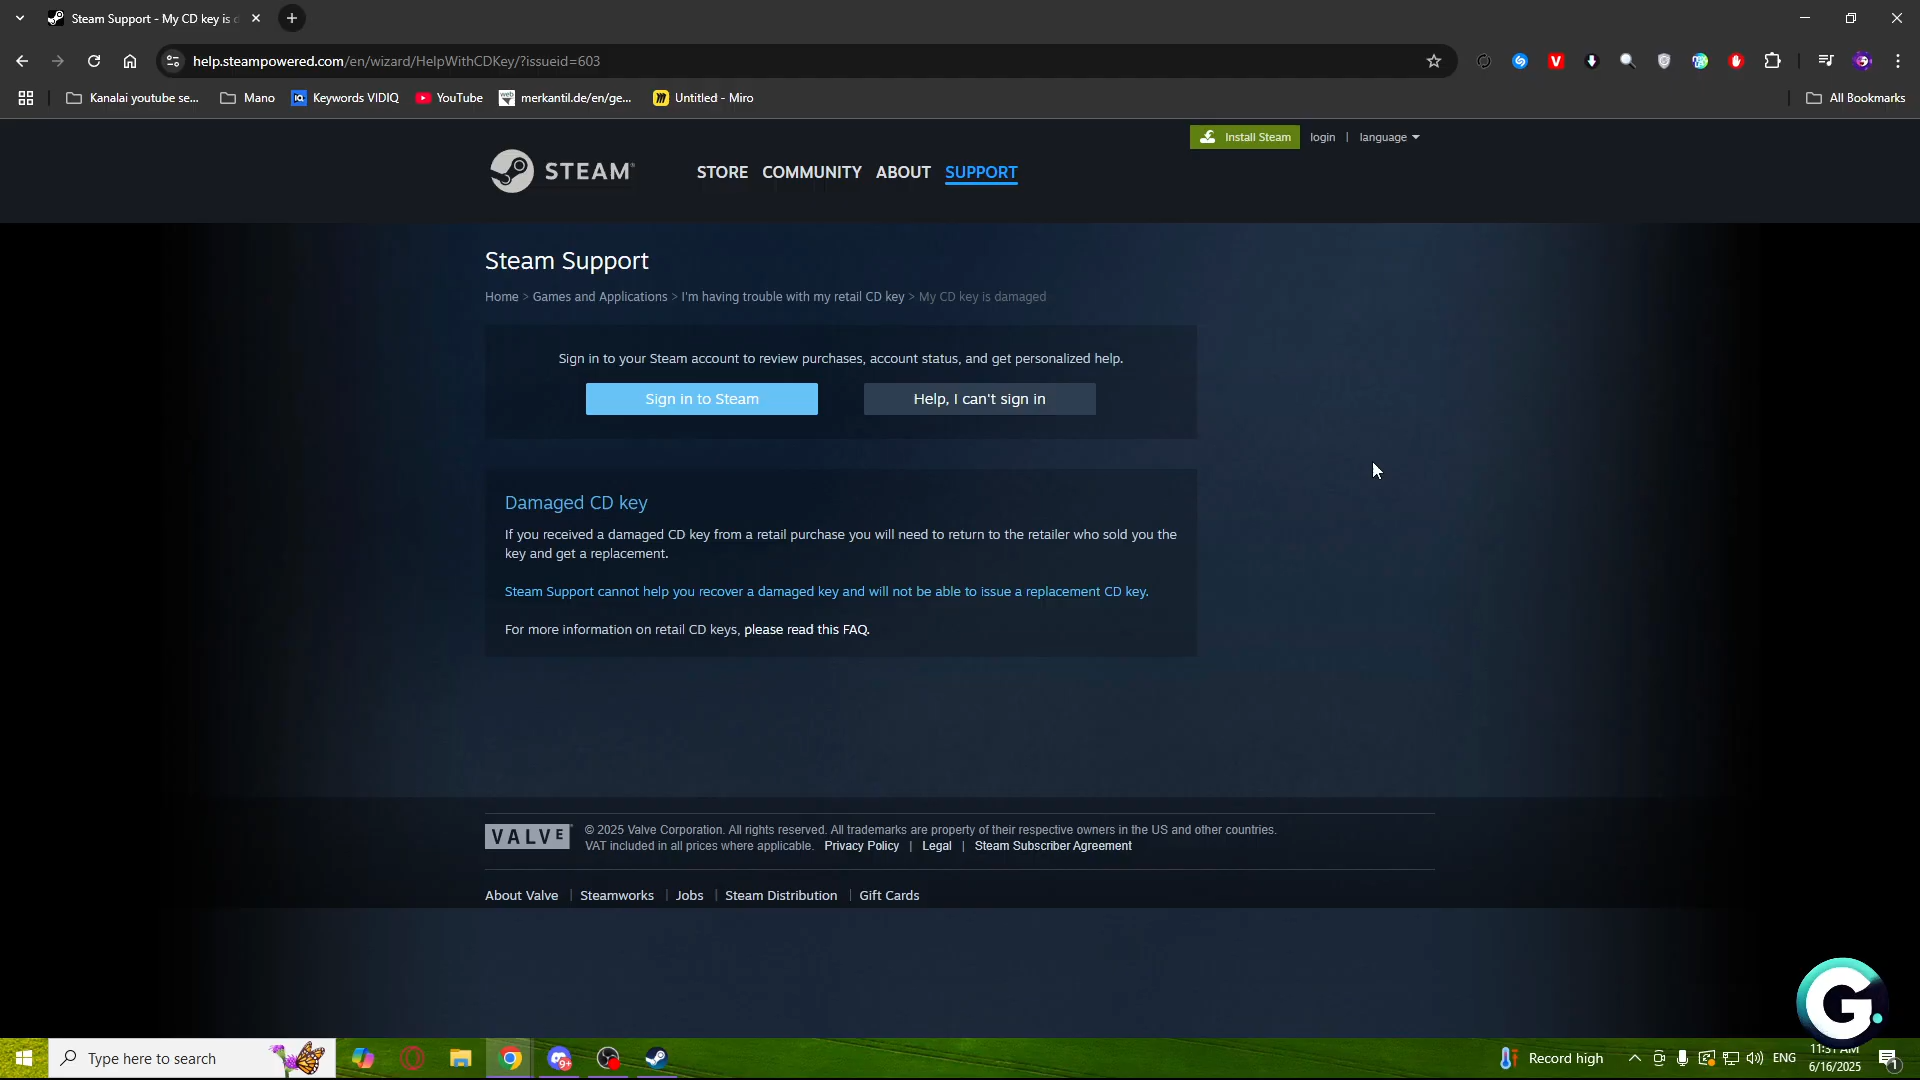 Steam Support - My CD key is d
help.steampowered.com/en/wizard/HelpWithCDKey/?issueid=603
Kanalai youtube se...
Mano
Keywords VIDIQ
YouTube
merkantil.de/en/ge...
Untitled - Miro
All Bookmarks
Install Steam
login | language
STEAM
STORE COMMUNITY ABOUT SUPPORT
Steam Support
Home > Games and Applications > I'm having trouble with my retail CD key > My CD key is damaged
Sign in to your Steam account to review purchases, account status, and get personalized help.
Sign in to Steam
Help, I can't sign in
Damaged CD key
If you received a damaged CD key from a retail purchase you will need to return to the retailer who sold you the
key and get a replacement.
Steam Support cannot help you recover a damaged key and will not be able to issue a replacement CD key.
For more information on retail CD keys, please read this FAQ.
VALVE
© 2025 Valve Corporation. All rights reserved. All trademarks are property of their respective owners in the US and other countries.
VAT included in all prices where applicable. Privacy Policy | Legal | Steam Subscriber Agreement
About Valve | Steamworks | Jobs | Steam Distribution | Gift Cards
G
Type here to search
9+
Record high
ENG
11:31 AM
6/16/2025
1